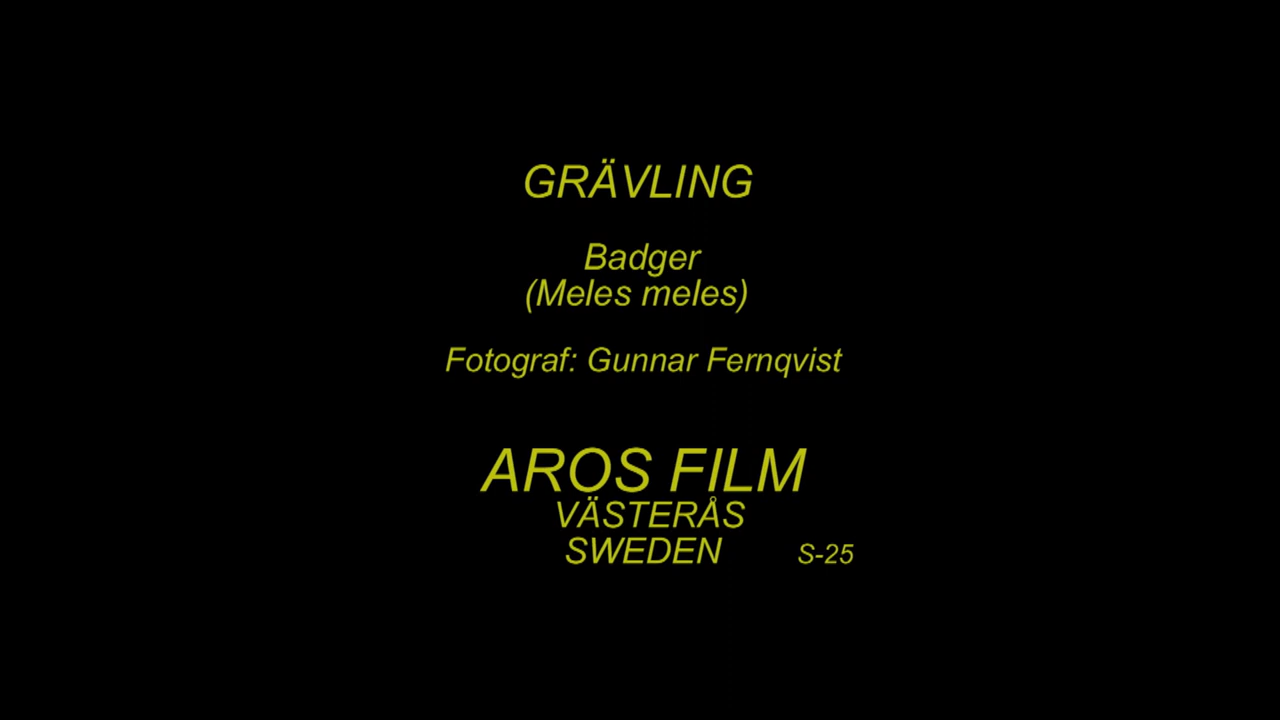 GRÄVLING
Badger
(Meles meles)
Fotograf: Gunnar Fernqvist
AROS FILM
VÄSTERÅS
SWEDEN S-25